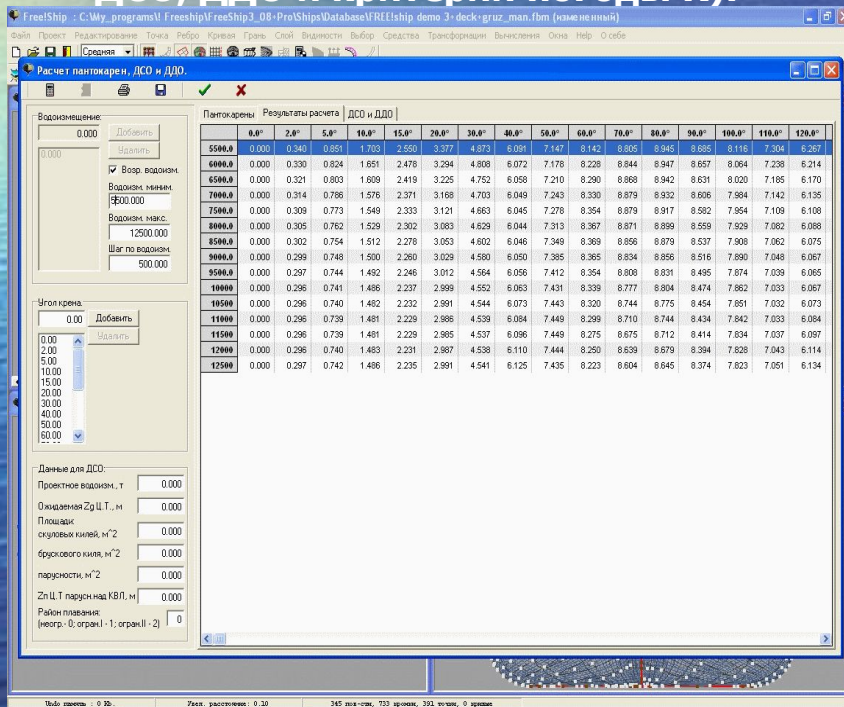 ДСО, ДДО и критерии погоды К).
Free!Ship : C:\My_programs\! Freeship\FreeShip3_08+Pro\Ships\Database\FREE!ship demo 3+deck+gruz_man.fbm (измененный)
Файл Проект Редактирование Точка Ребро Кривая Грань Слой Видимости Выбор Средства Трансформации Вычисления Окна Help О себе
Средняя
Расчет пантокарен, ДСО и ДДО.
Водоизмещение:
0.000 Добавить
0.000 Удалить
Возр. водоизм.
Водоизм. миним.
5500.000
Водоизм. макс.
12500.000
Шаг по водоизм.
500.000
Угол крена.
0.00 Добавить
Удалить
0.00
2.00
5.00
10.00
15.00
20.00
30.00
40.00
50.00
60.00
Данные для ДСО:
Проектное водоизм., т 0.000
Ожидаемая Zg Ц.Т., м 0.000
Площади:
скуловых килей, м^2 0.000
брускового киля, м^2 0.000
парусности, м^2 0.000
Zп Ц.Т парусн.над КВЛ, м 0.000
Район плавания:
(неогр.- 0; огран.I - 1; огран.II - 2) 0
Пантокарены Результаты расчета ДСО и ДДО
0.0° 2.0° 5.0° 10.0° 15.0° 20.0° 30.0° 40.0° 50.0° 60.0° 70.0° 80.0° 90.0° 100.0° 110.0° 120.0°
5500.0 0.000 0.340 0.851 1.703 2.550 3.377 4.873 6.091 7.147 8.142 8.805 8.945 8.685 8.116 7.304 6.267
6000.0 0.000 0.330 0.824 1.651 2.478 3.294 4.808 6.072 7.178 8.228 8.844 8.947 8.657 8.064 7.238 6.214
6500.0 0.000 0.321 0.803 1.609 2.419 3.225 4.752 6.058 7.210 8.290 8.868 8.942 8.631 8.020 7.185 6.170
7000.0 0.000 0.314 0.786 1.576 2.371 3.168 4.703 6.049 7.243 8.330 8.879 8.932 8.606 7.984 7.142 6.135
7500.0 0.000 0.309 0.773 1.549 2.333 3.121 4.663 6.045 7.278 8.354 8.879 8.917 8.582 7.954 7.109 6.108
8000.0 0.000 0.305 0.762 1.529 2.302 3.083 4.629 6.044 7.313 8.367 8.871 8.899 8.559 7.929 7.082 6.088
8500.0 0.000 0.302 0.754 1.512 2.278 3.053 4.602 6.046 7.349 8.369 8.856 8.879 8.537 7.908 7.062 6.075
9000.0 0.000 0.299 0.748 1.500 2.260 3.029 4.580 6.050 7.385 8.365 8.834 8.856 8.516 7.890 7.048 6.067
9500.0 0.000 0.297 0.744 1.492 2.246 3.012 4.564 6.056 7.412 8.354 8.808 8.831 8.495 7.874 7.039 6.065
10000 0.000 0.296 0.741 1.486 2.237 2.999 4.552 6.063 7.431 8.339 8.777 8.804 8.474 7.862 7.033 6.067
10500 0.000 0.296 0.740 1.482 2.232 2.991 4.544 6.073 7.443 8.320 8.744 8.775 8.454 7.851 7.032 6.073
11000 0.000 0.296 0.739 1.481 2.229 2.986 4.539 6.084 7.449 8.299 8.710 8.744 8.434 7.842 7.033 6.084
11500 0.000 0.296 0.739 1.481 2.229 2.985 4.537 6.096 7.449 8.275 8.675 8.712 8.414 7.834 7.037 6.097
12000 0.000 0.296 0.740 1.483 2.231 2.987 4.538 6.110 7.444 8.250 8.639 8.679 8.394 7.828 7.043 6.114
12500 0.000 0.297 0.742 1.486 2.235 2.991 4.541 6.125 7.435 8.223 8.604 8.645 8.374 7.823 7.051 6.134
Undo память : 0 Kb. Увел. расстояние: 0.10 345 пов-сти, 733 кромки, 391 точки, 0 кривые